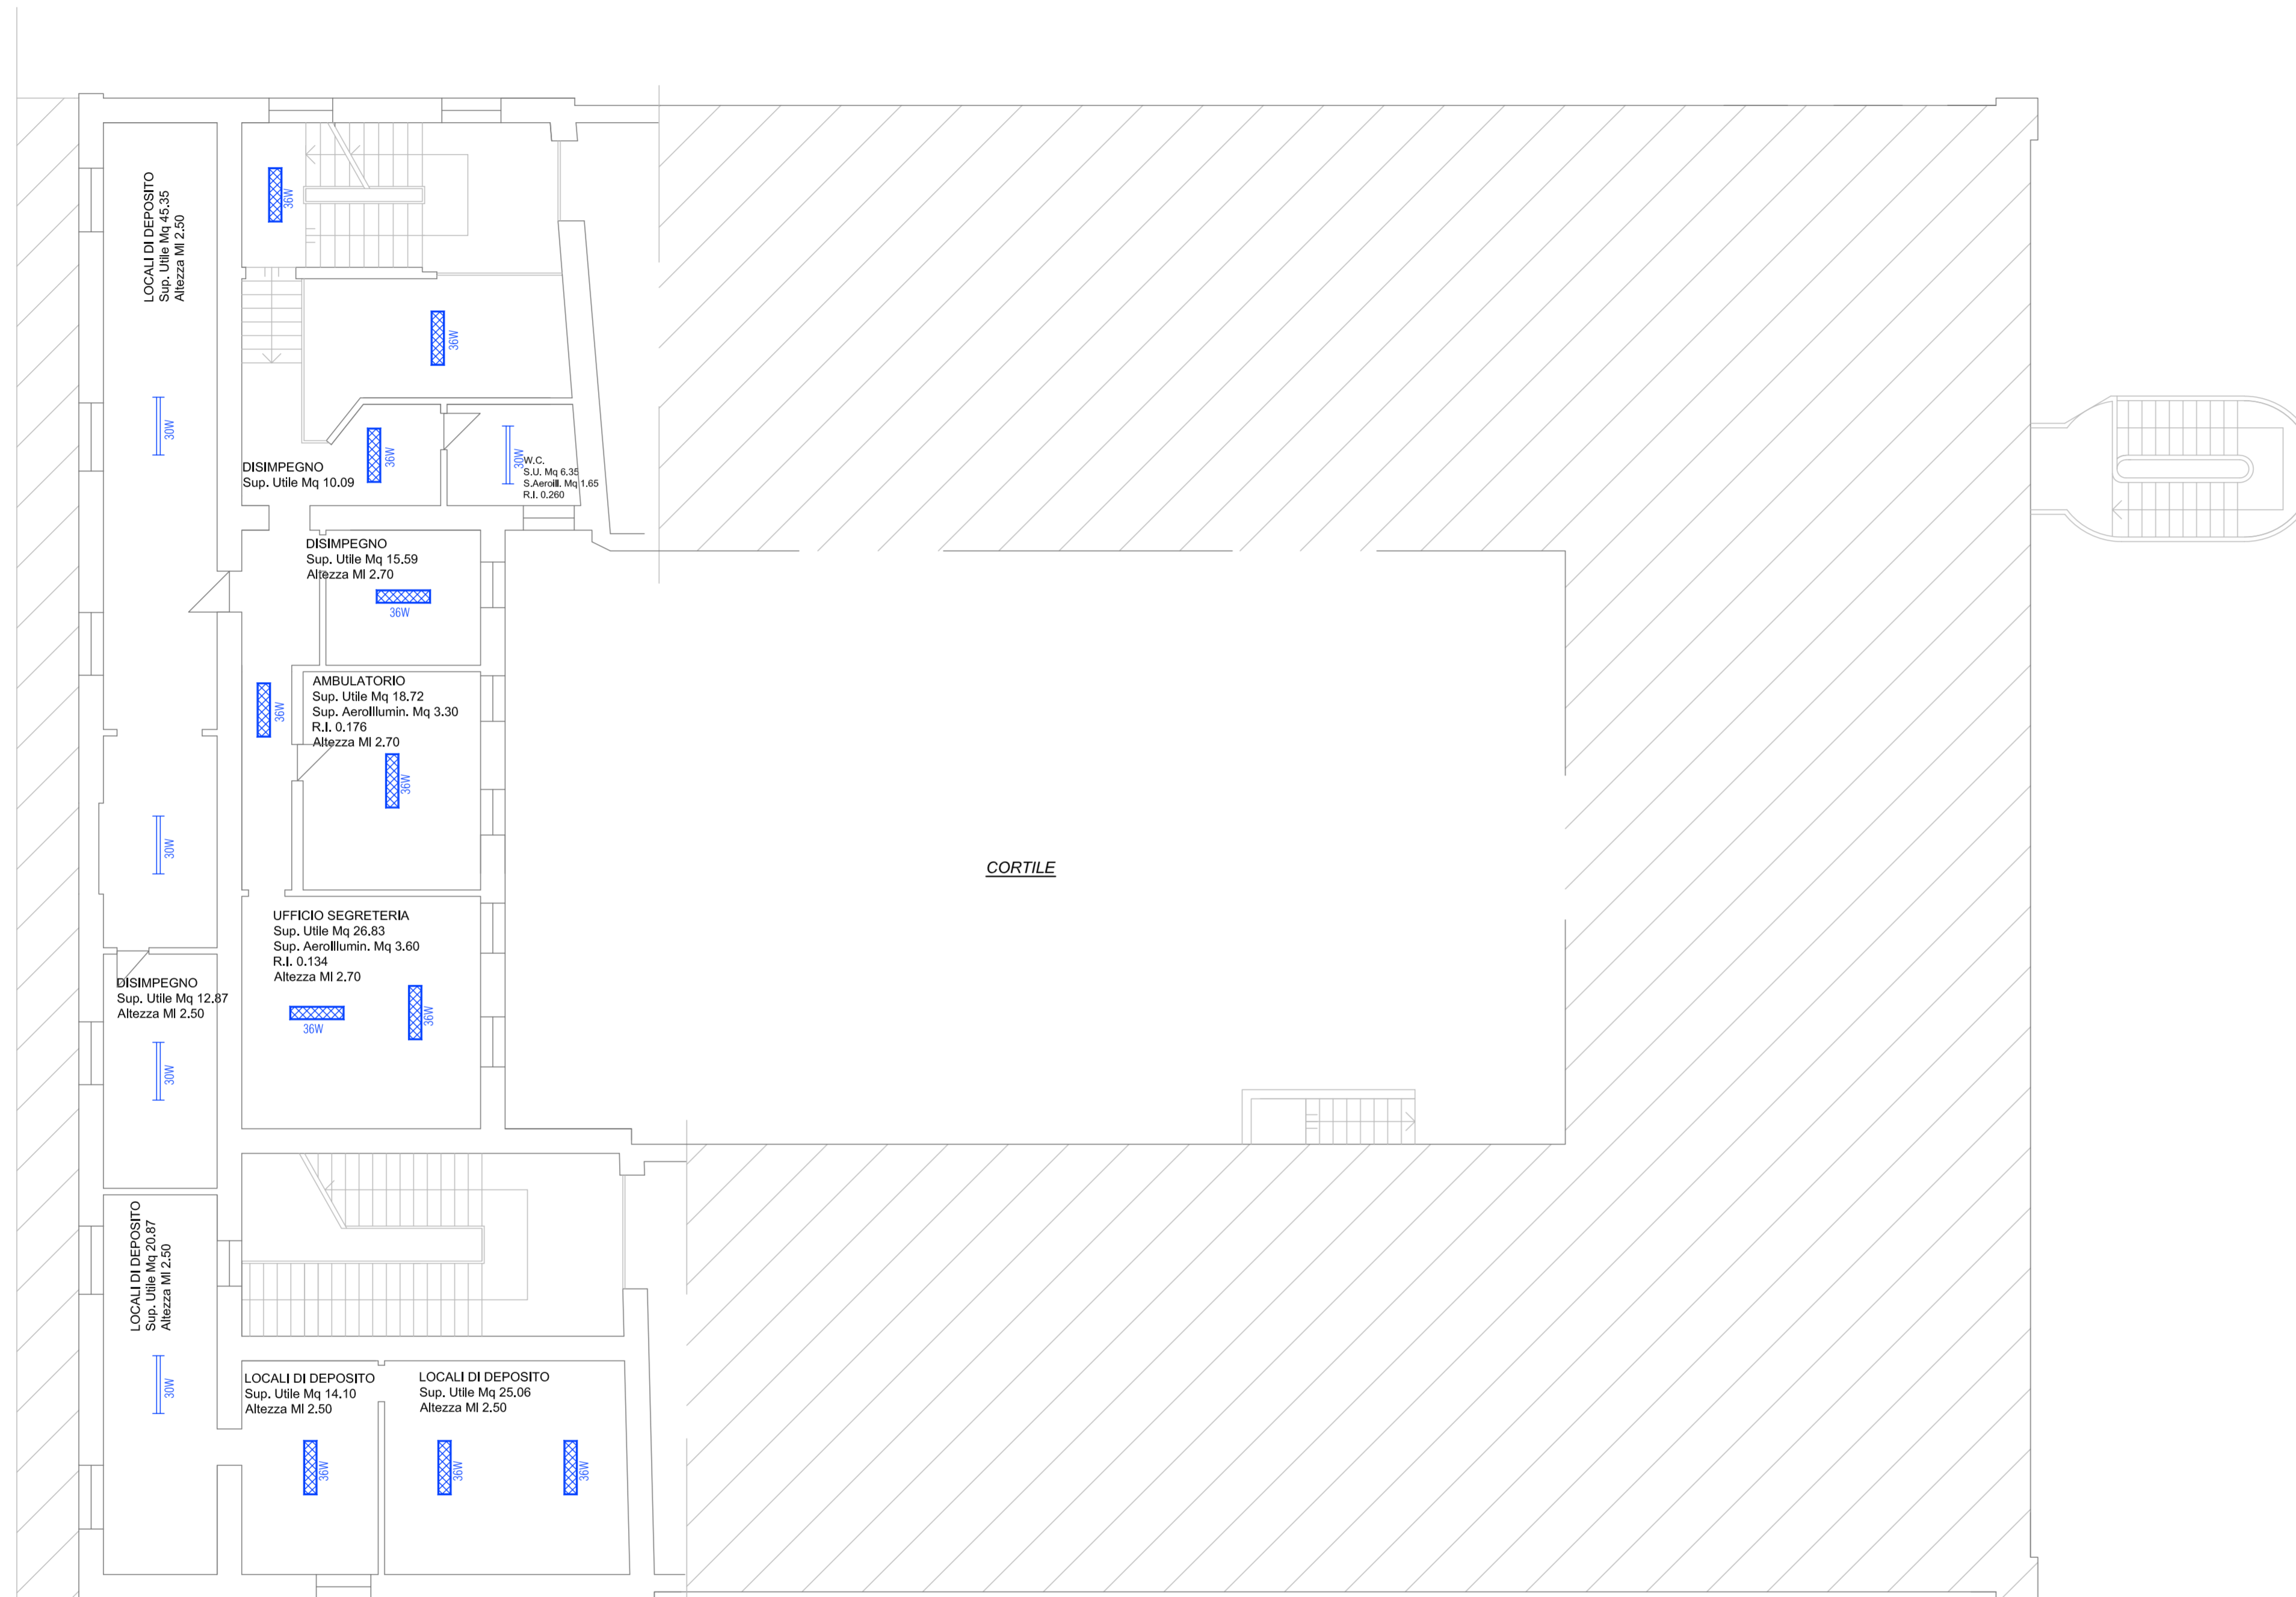 LOCALI DI DEPOSITO
Sup. Utile Mq 45.35
Altezza Ml 2.50
36W
36W
30W
36W
30W
DISIMPEGNO
Sup. Utile Mq 10.09
W.C.
S.U. Mq 6.35
S.Aeroill. Mq 1.65
R.I. 0.260
DISIMPEGNO
Sup. Utile Mq 15.59
Altezza Ml 2.70
36W
36W
AMBULATORIO
Sup. Utile Mq 18.72
Sup. AeroIllumin. Mq 3.30
R.I. 0.176
Altezza Ml 2.70
36W
30W
CORTILE
UFFICIO SEGRETERIA
Sup. Utile Mq 26.83
Sup. AeroIllumin. Mq 3.60
R.I. 0.134
Altezza Ml 2.70
36W
36W
DISIMPEGNO
Sup. Utile Mq 12.87
Altezza Ml 2.50
30W
LOCALI DI DEPOSITO
Sup. Utile Mq 20.87
Altezza Ml 2.50
30W
LOCALI DI DEPOSITO
Sup. Utile Mq 14.10
Altezza Ml 2.50
36W
LOCALI DI DEPOSITO
Sup. Utile Mq 25.06
Altezza Ml 2.50
36W
36W